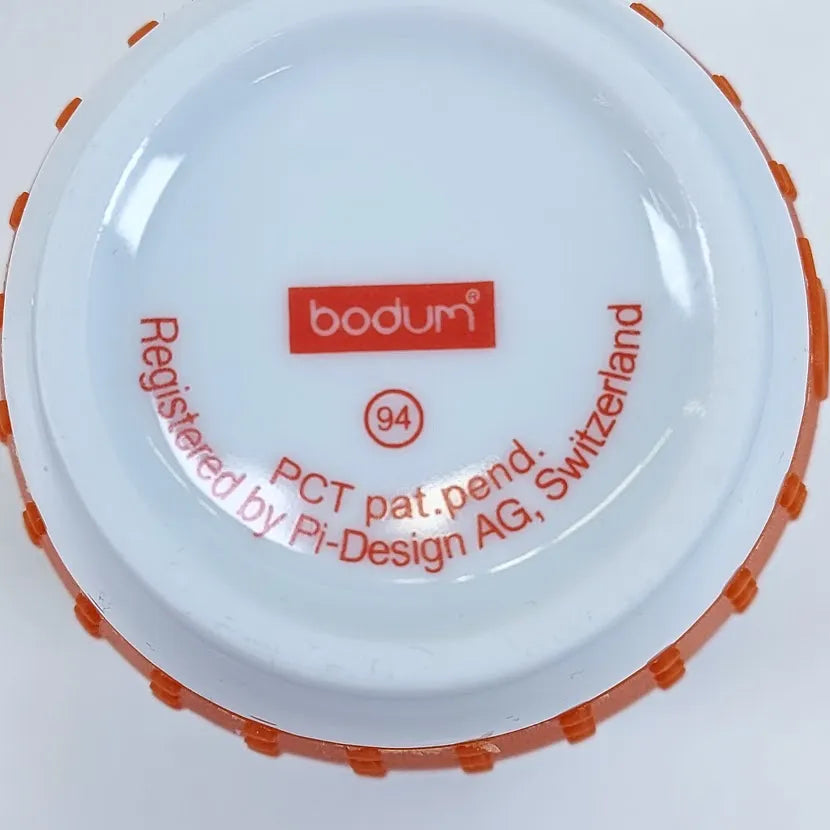 bodum®
94
PCT pat.pend.
Registered by Pi-Design AG, Switzerland